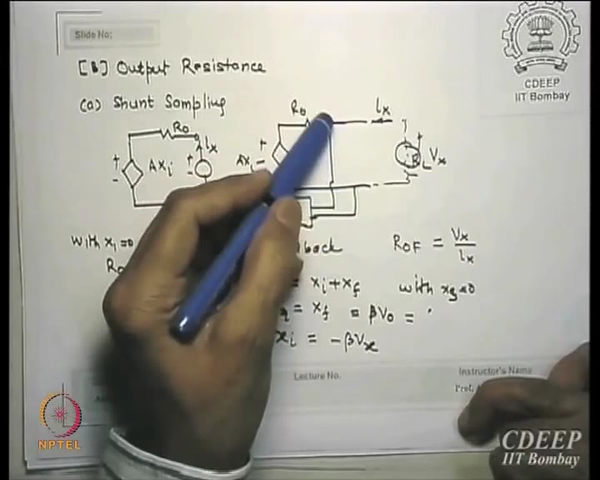 Slide No:
CDEEP
IIT Bombay
[B] Output Resistance
(a) Shunt Sampling
Ro
ix
Ro
ix
+
-
Axi
+
-
+
-
RL
+
Vx
with xi=0
back
ROF = Vx/ix
= xi+xf
with xs=0
= xf = βVo =
xi = -βVx
Lecture No.
Instructor's Name
Prof.
NPTEL
CDEEP
IIT Bombay